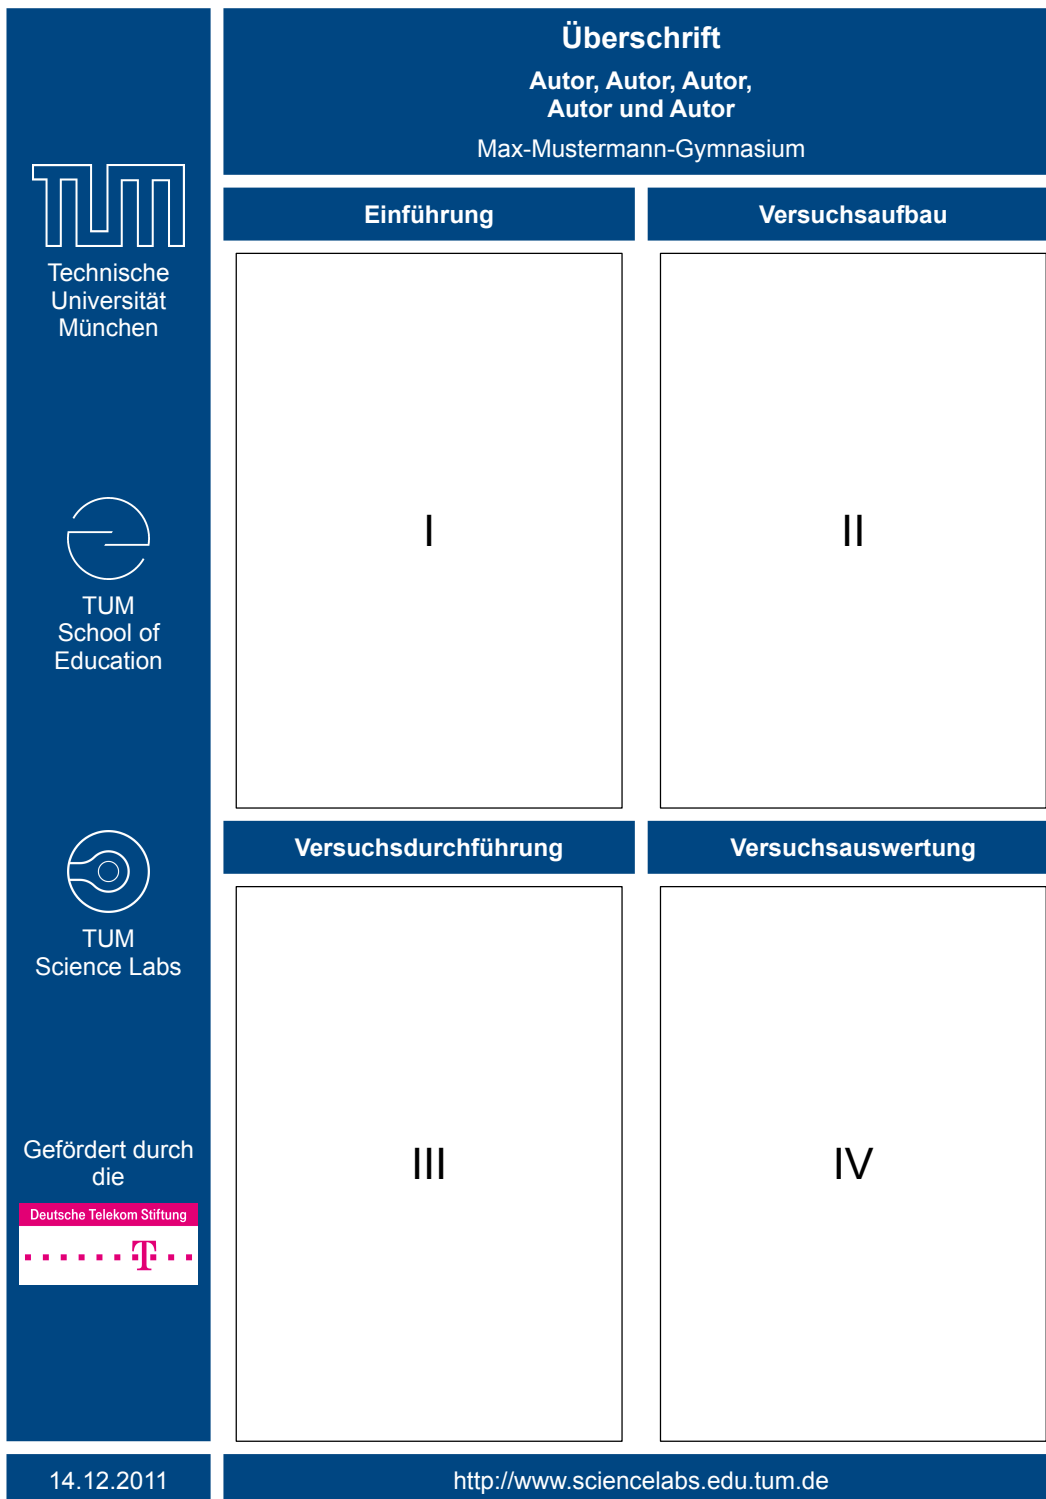 Überschrift
Autor, Autor, Autor,
Autor und Autor
Max-Mustermann-Gymnasium
TUM
Technische
Universität
München
TUM
School of
Education
TUM
Science Labs
Gefördert durch
die
Deutsche Telekom Stiftung
T
14.12.2011
Einführung
I
Versuchsaufbau
II
Versuchsdurchführung
III
Versuchsauswertung
IV
http://www.sciencelabs.edu.tum.de